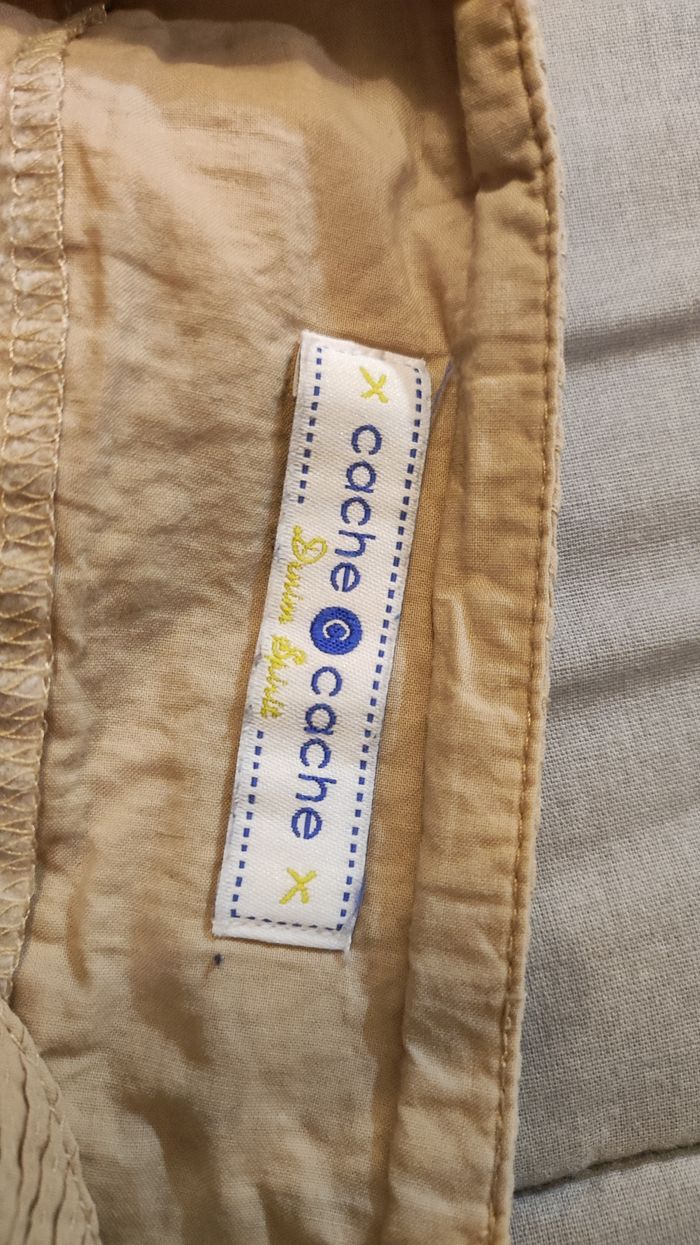 x cache c cache x
Denim Spirit